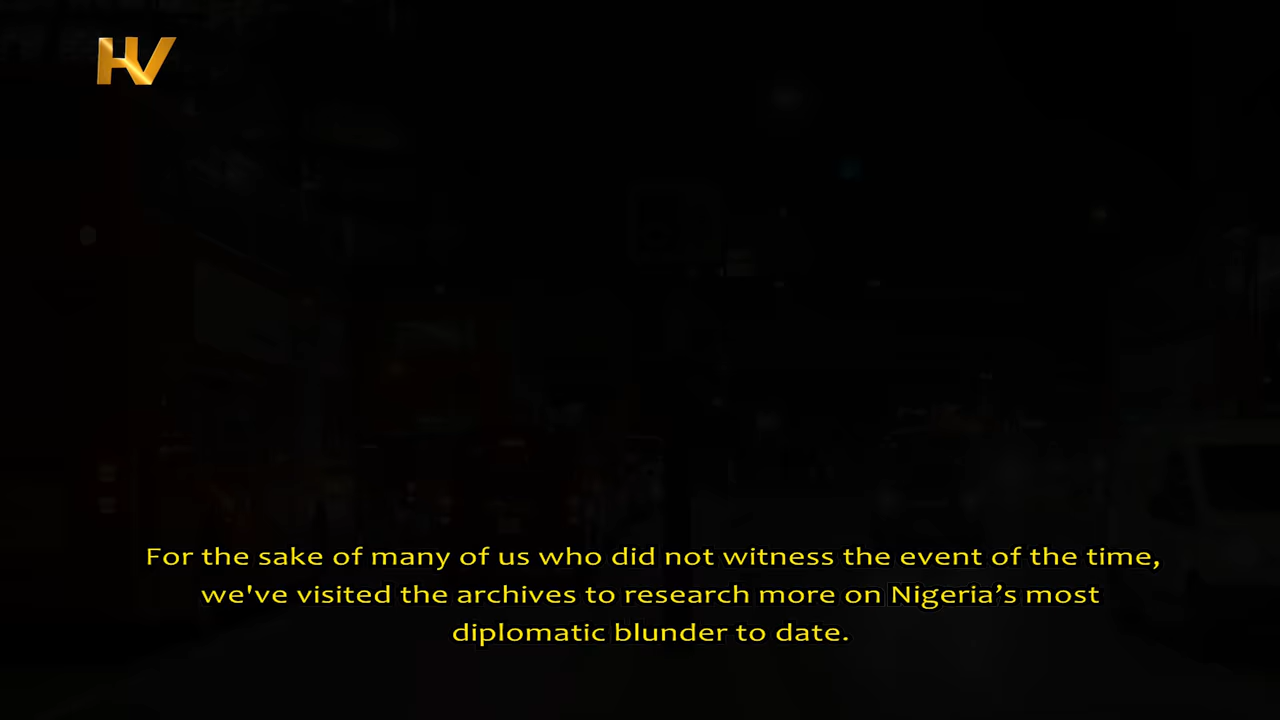 HV
For the sake of many of us who did not witness the event of the time,
we've visited the archives to research more on Nigeria’s most
diplomatic blunder to date.